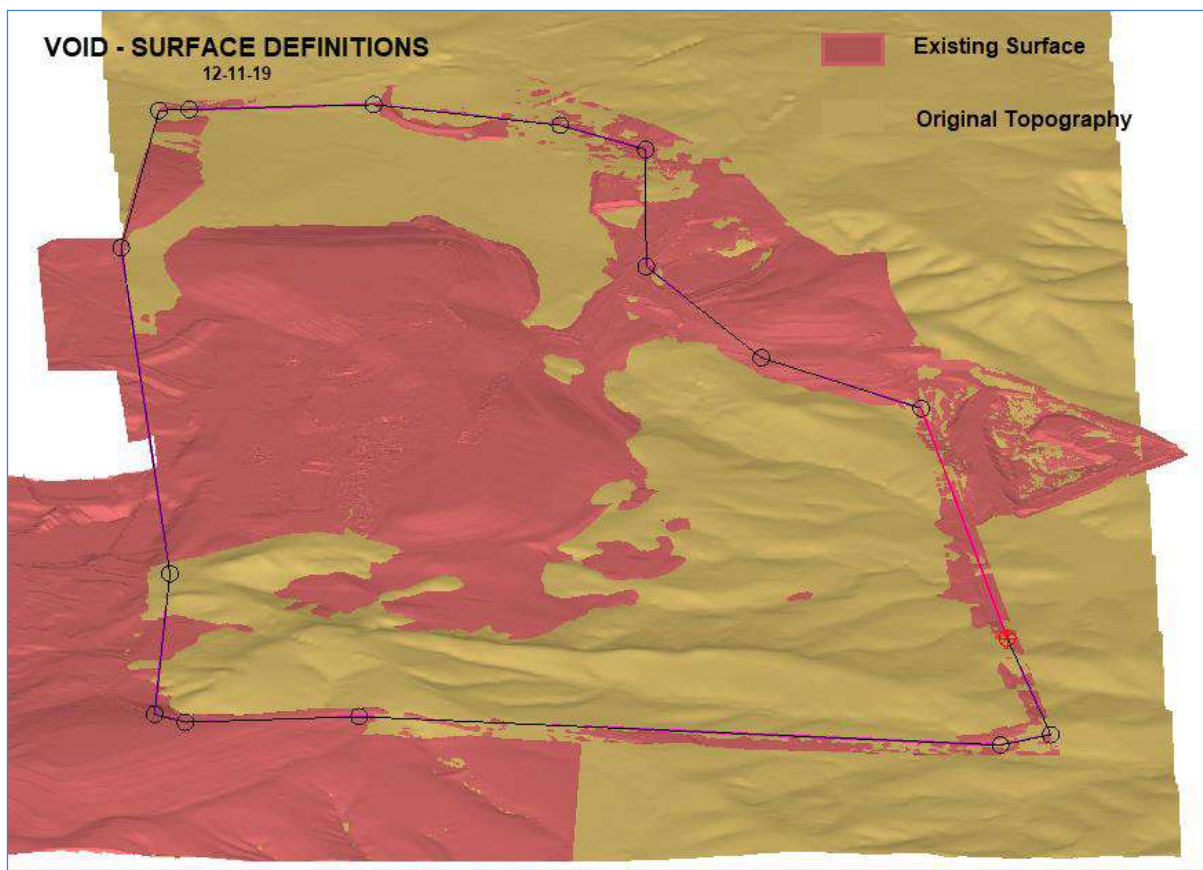 VOID - SURFACE DEFINITIONS
12-11-19
Existing Surface
Original Topography